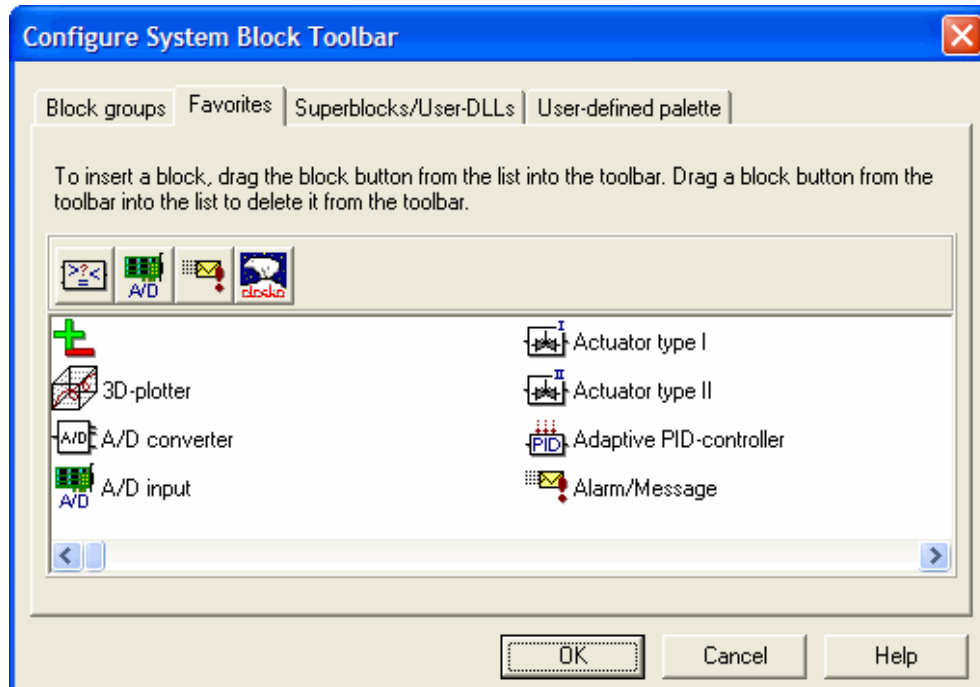 Configure System Block Toolbar
Block groups Favorites Superblocks/User-DLLs User-defined palette
To insert a block, drag the block button from the list into the toolbar. Drag a block button from the
toolbar into the list to delete it from the toolbar.
>?<
=
A/D
I
Actuator type I
3D-plotter
II
Actuator type II
A/D
A/D converter
PID
Adaptive PID-controller
A/D
A/D input
Alarm/Message
OK Cancel Help